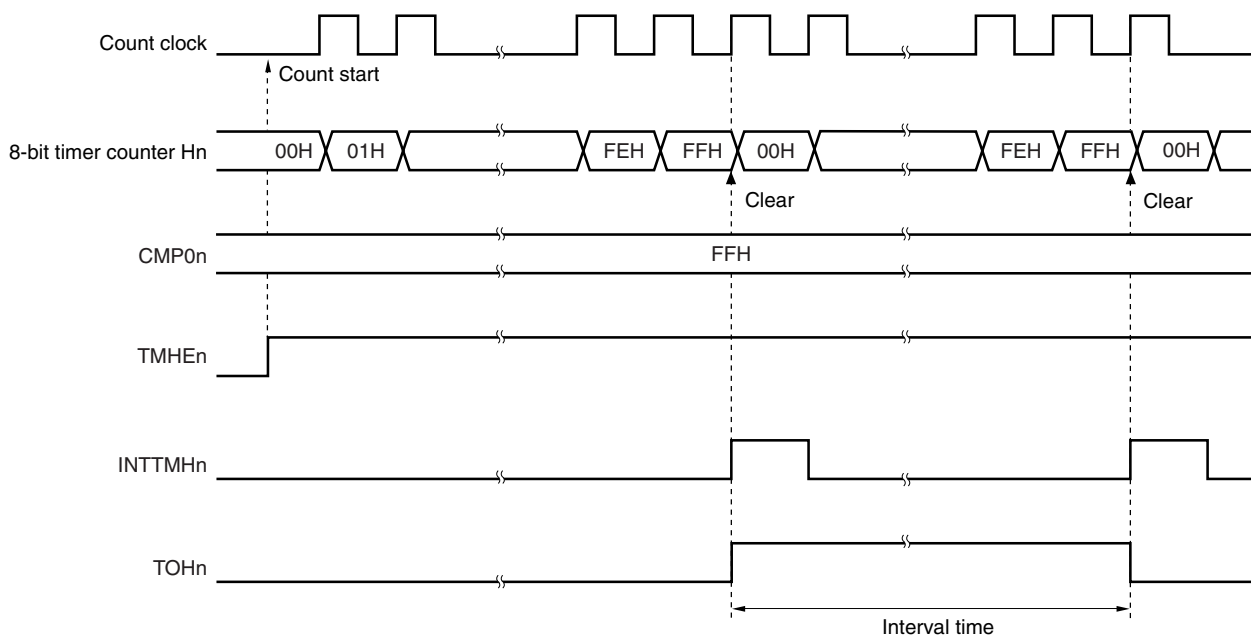 Count clock
Count start
8-bit timer counter Hn
00H 01H FEH FFH 00H FEH FFH 00H
Clear Clear
CMP0n
FFH
TMHEn
INTTMHn
TOHn
Interval time